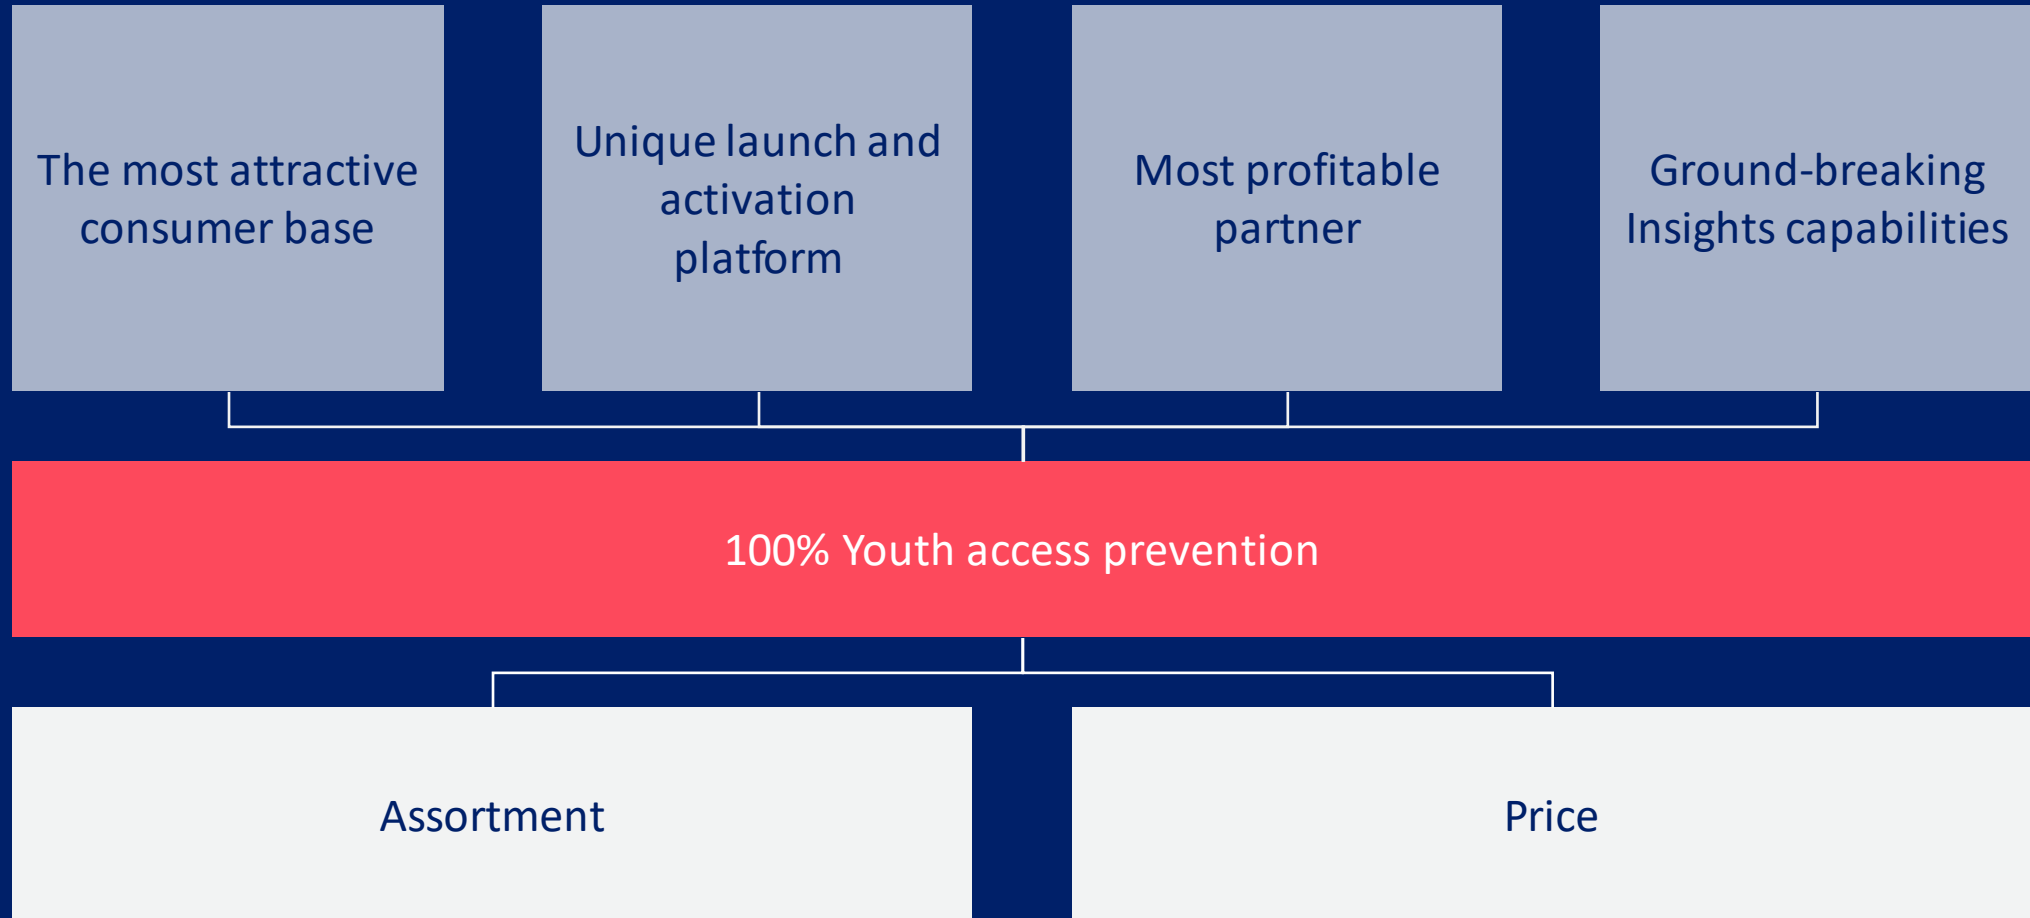 The most attractive
consumer base
Unique launch and
activation
platform
Most profitable
partner
Ground-breaking
Insights capabilities
100% Youth access prevention
Assortment
Price